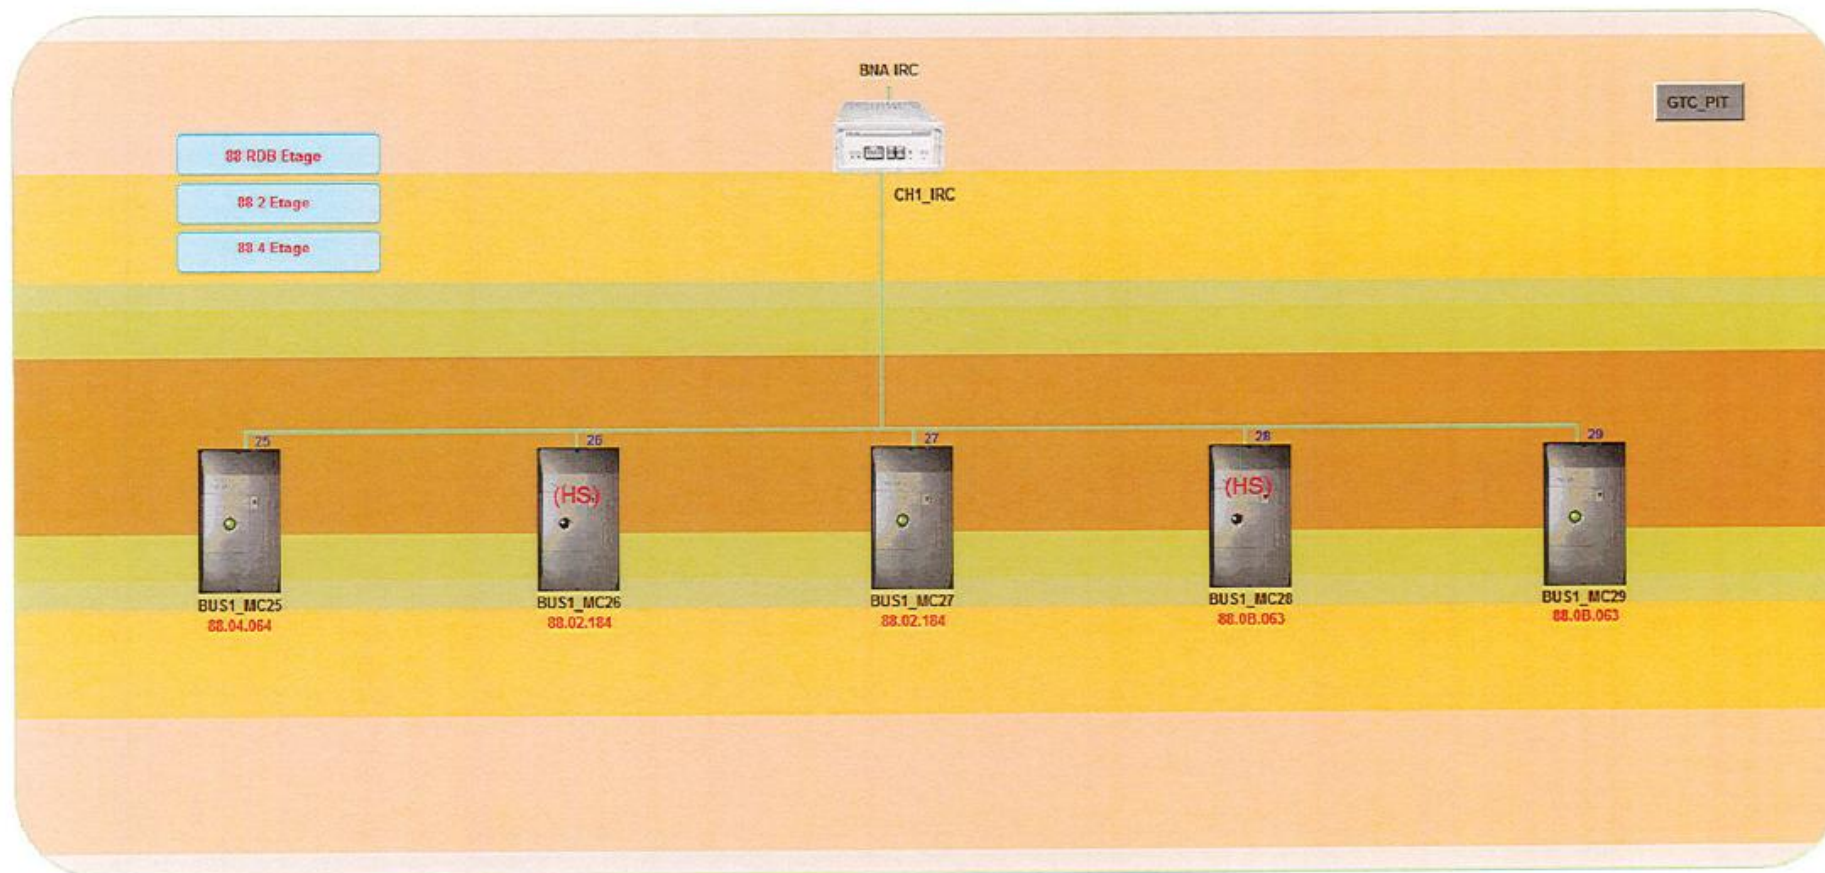 BNA IRC
GTC_PIT
88 RDB Etage
88 2 Etage
88 4 Etage
CH1_IRC
25
26
27
28
29
(HS)
(HS)
BUS1_MC25
BUS1_MC26
BUS1_MC27
BUS1_MC28
BUS1_MC29
88.04.064
88.02.184
88.02.184
88.0B.063
88.0B.063